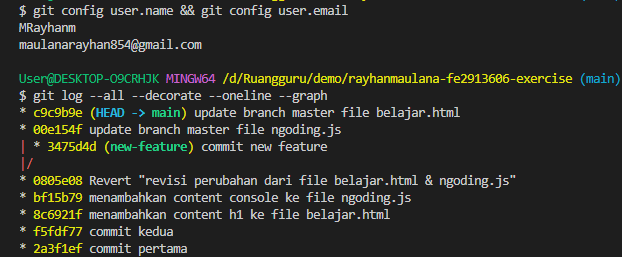 $ git config user.name && git config user.email
MRayhanm
maulanarayhan854@gmail.com
User@DESKTOP-O9CRHJK MINGW64 /d/Ruangguru/demo/rayhanmaulana-fe2913606-exercise (main)
$ git log --all --decorate --oneline --graph
* c9c9b9e (HEAD -> main) update branch master file belajar.html
* 00e154f update branch master file ngoding.js
| * 3475d4d (new-feature) commit new feature
|/
* 0805e08 Revert "revisi perubahan dari file belajar.html & ngoding.js"
* bf15b79 menambahkan content console ke file ngoding.js
* 8c6921f menambahkan content h1 ke file belajar.html
* f5fdf77 commit kedua
* 2a3f1ef commit pertama